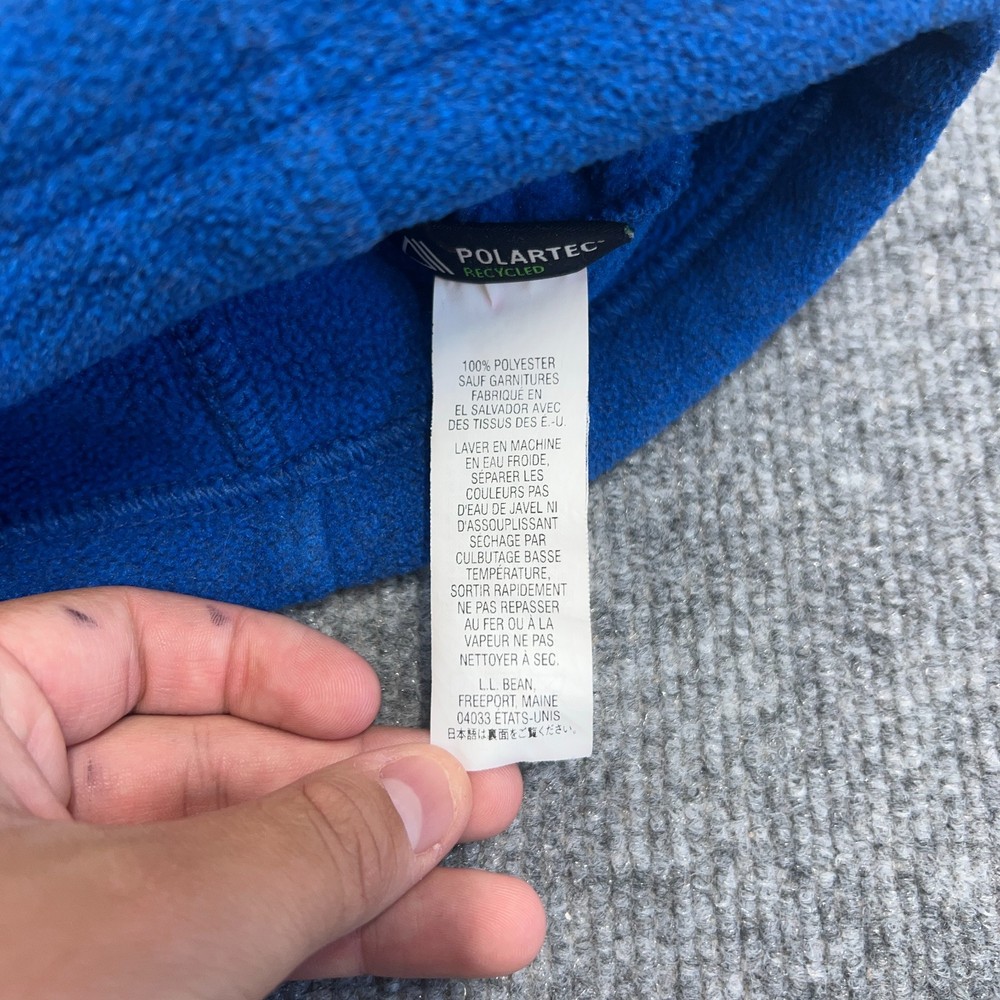 POLARTEC™
RECYCLED
100% POLYESTER
SAUF GARNITURES
FABRIQUÉ EN
EL SALVADOR AVEC
DES TISSUS DES É.-U.
LAVER EN MACHINE
EN EAU FROIDE,
SÉPARER LES
COULEURS PAS
D'EAU DE JAVEL NI
D'ASSOUPLISSANT
SÉCHAGE PAR
CULBUTAGE BASSE
TEMPÉRATURE,
SORTIR RAPIDEMENT
NE PAS REPASSER
AU FER OU À LA
VAPEUR NE PAS
NETTOYER À SEC.
L.L. BEAN,
FREEPORT, MAINE
04033 ÉTATS-UNIS
日本語は裏面をご覧ください。